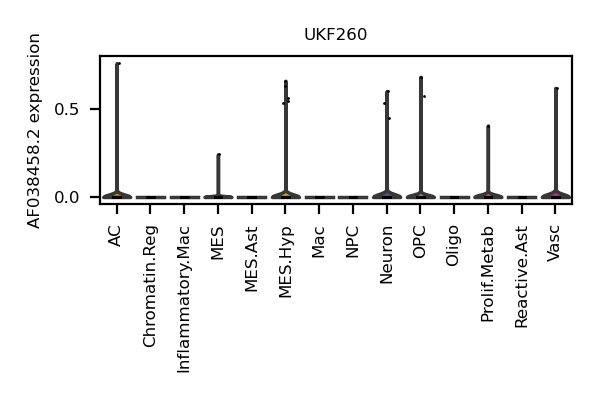 UKF260
AF038458.2 expression
0.5
0.0
AC
Chromatin.Reg
Inflammatory.Mac
MES
MES.Ast
MES.Hyp
Mac
NPC
Neuron
OPC
Oligo
Prolif.Metab
Reactive.Ast
Vasc